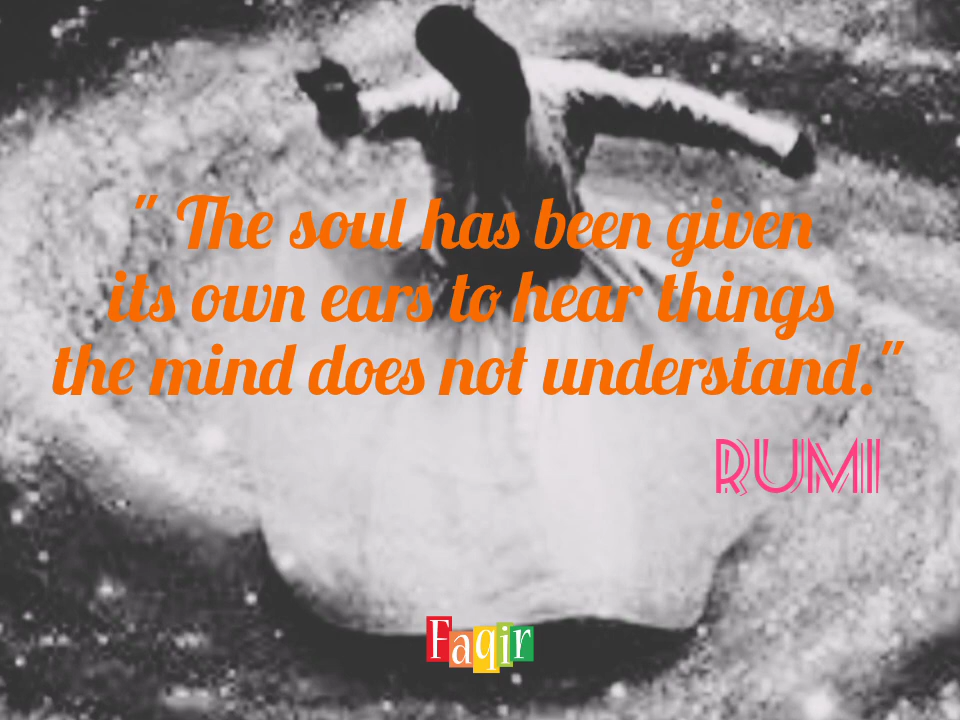 " The soul has been given
its own ears to hear things
the mind does not understand."
RUMI
Faqir